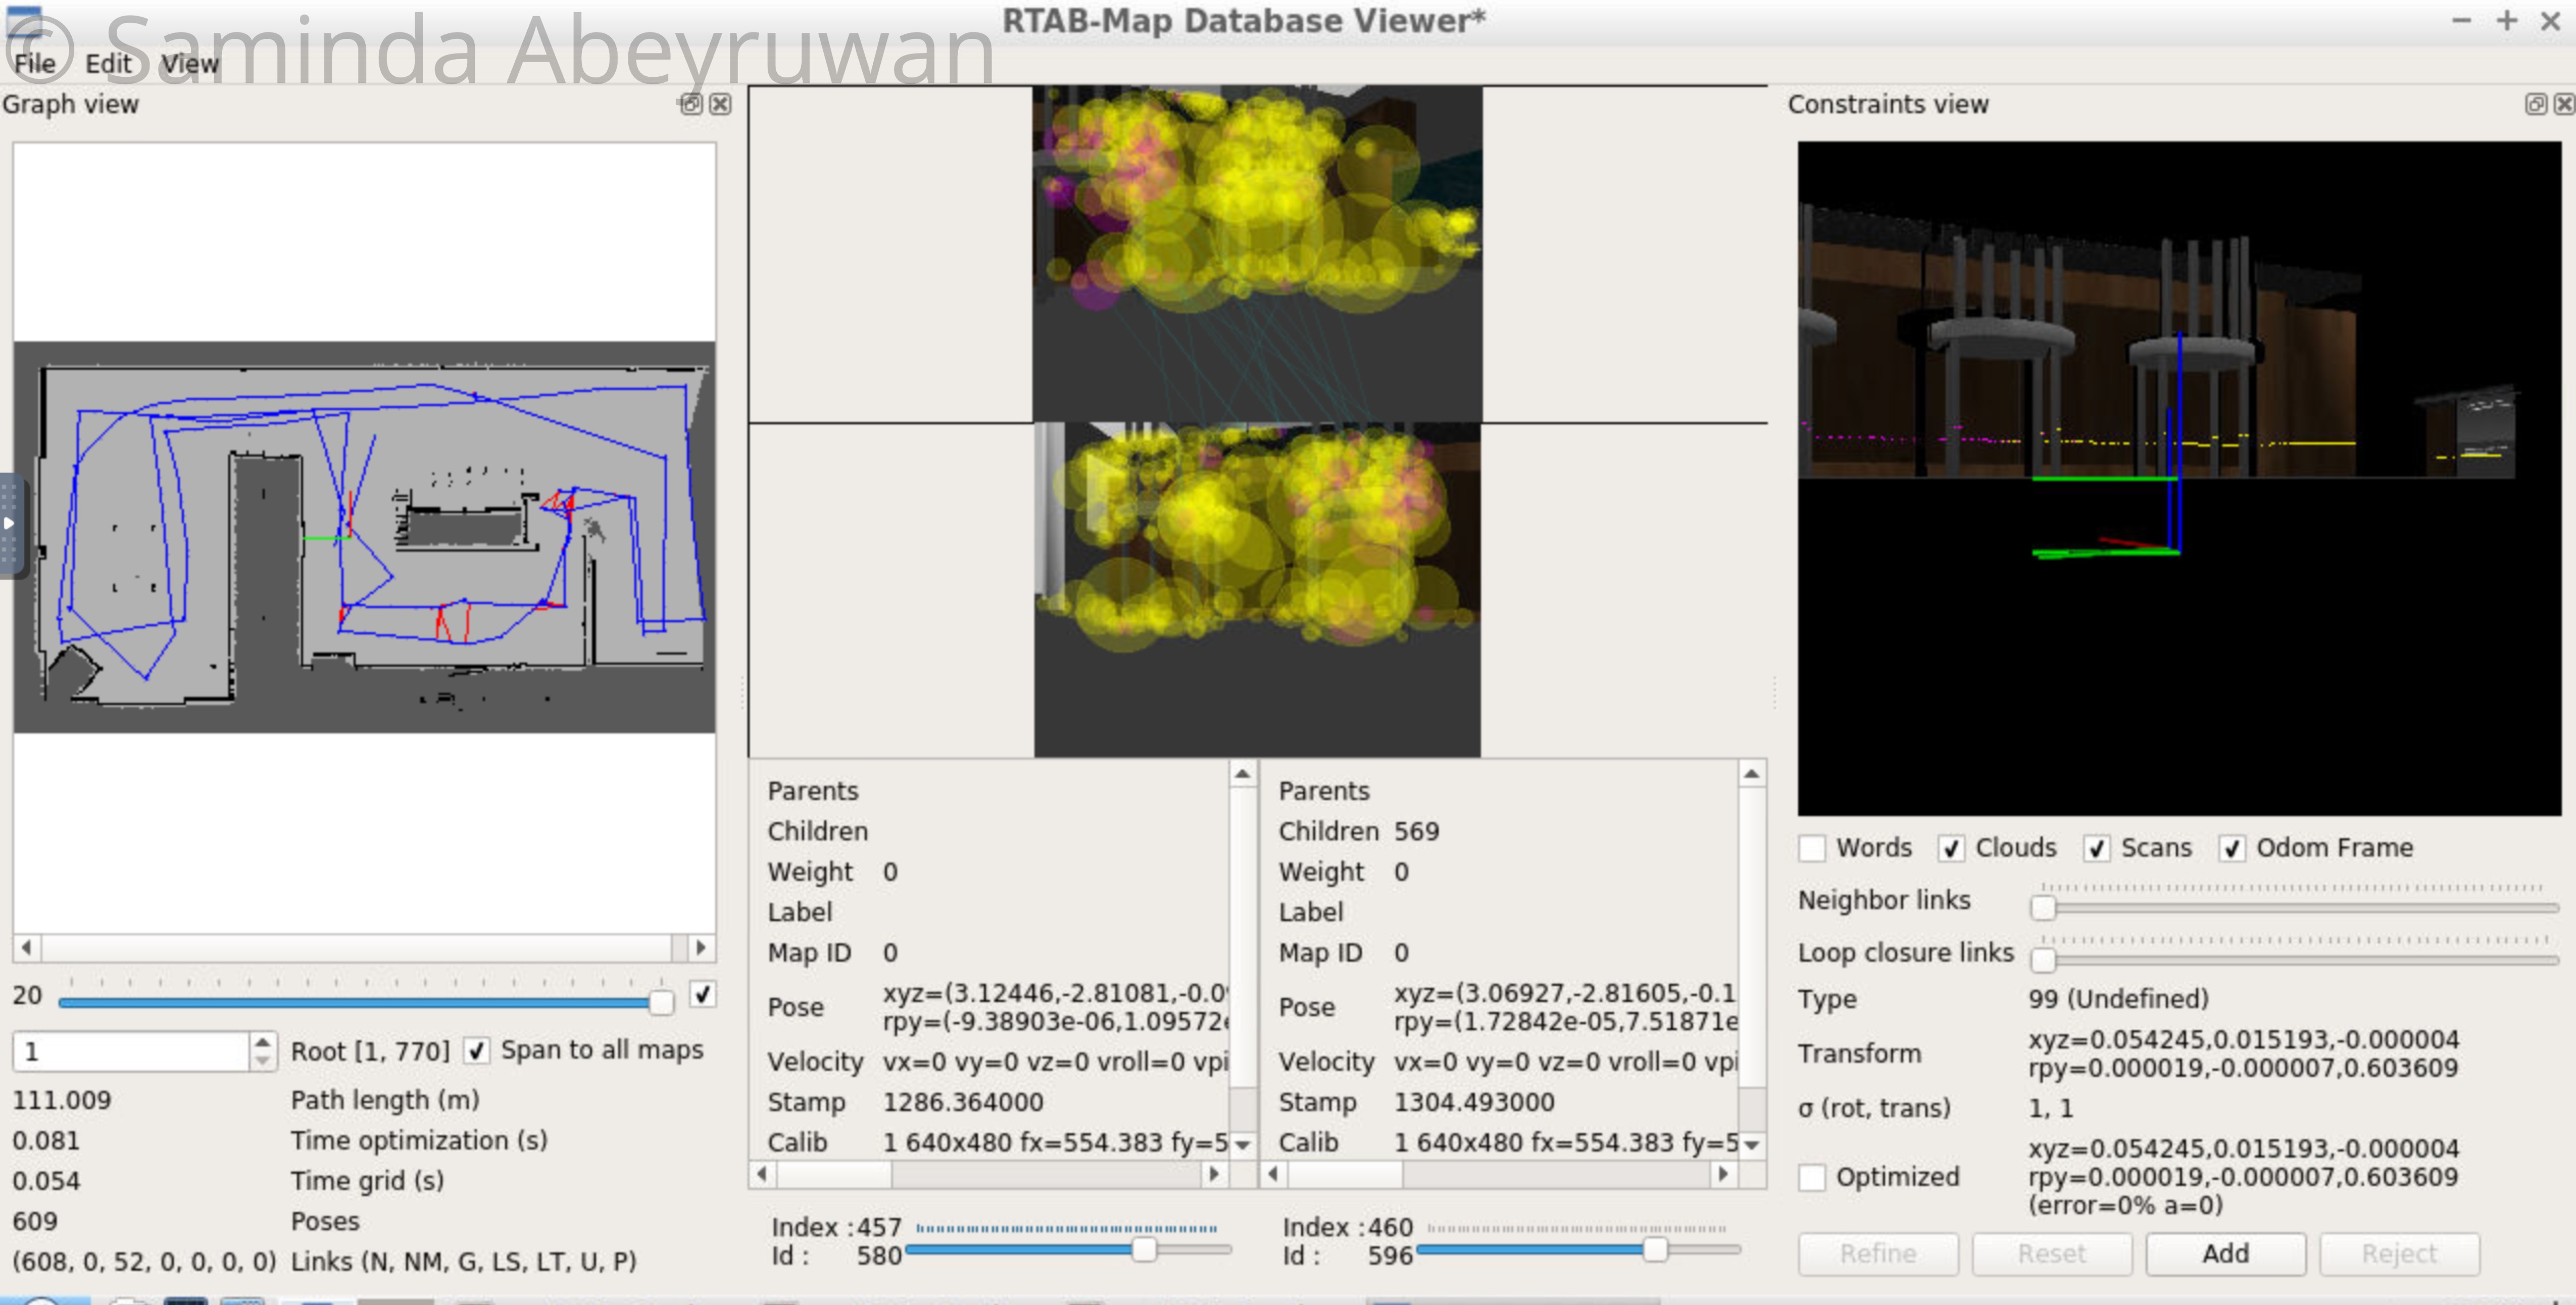 RTAB-Map Database Viewer*
© Saminda Abeyruwan
File Edit View
Graph view
20
1 Root [1, 770] Span to all maps
111.009 Path length (m)
0.081 Time optimization (s)
0.054 Time grid (s)
609 Poses
(608, 0, 52, 0, 0, 0, 0) Links (N, NM, G, LS, LT, U, P)
Parents
Children
Weight 0
Label
Map ID 0
Pose xyz=(3.12446,-2.81081,-0.0
rpy=(-9.38903e-06,1.09572e
Velocity vx=0 vy=0 vz=0 vroll=0 vpi
Stamp 1286.364000
Calib 1 640x480 fx=554.383 fy=5
Index : 457
Id : 580
Parents
Children 569
Weight 0
Label
Map ID 0
Pose xyz=(3.06927,-2.81605,-0.1
rpy=(1.72842e-05,7.51871e
Velocity vx=0 vy=0 vz=0 vroll=0 vpi
Stamp 1304.493000
Calib 1 640x480 fx=554.383 fy=5
Index : 460
Id : 596
Constraints view
Words Clouds Scans Odom Frame
Neighbor links
Loop closure links
Type 99 (Undefined)
Transform xyz=0.054245,0.015193,-0.000004
rpy=0.000019,-0.000007,0.603609
σ (rot, trans) 1, 1
Optimized xyz=0.054245,0.015193,-0.000004
rpy=0.000019,-0.000007,0.603609
(error=0% a=0)
Refine Reset Add Reject